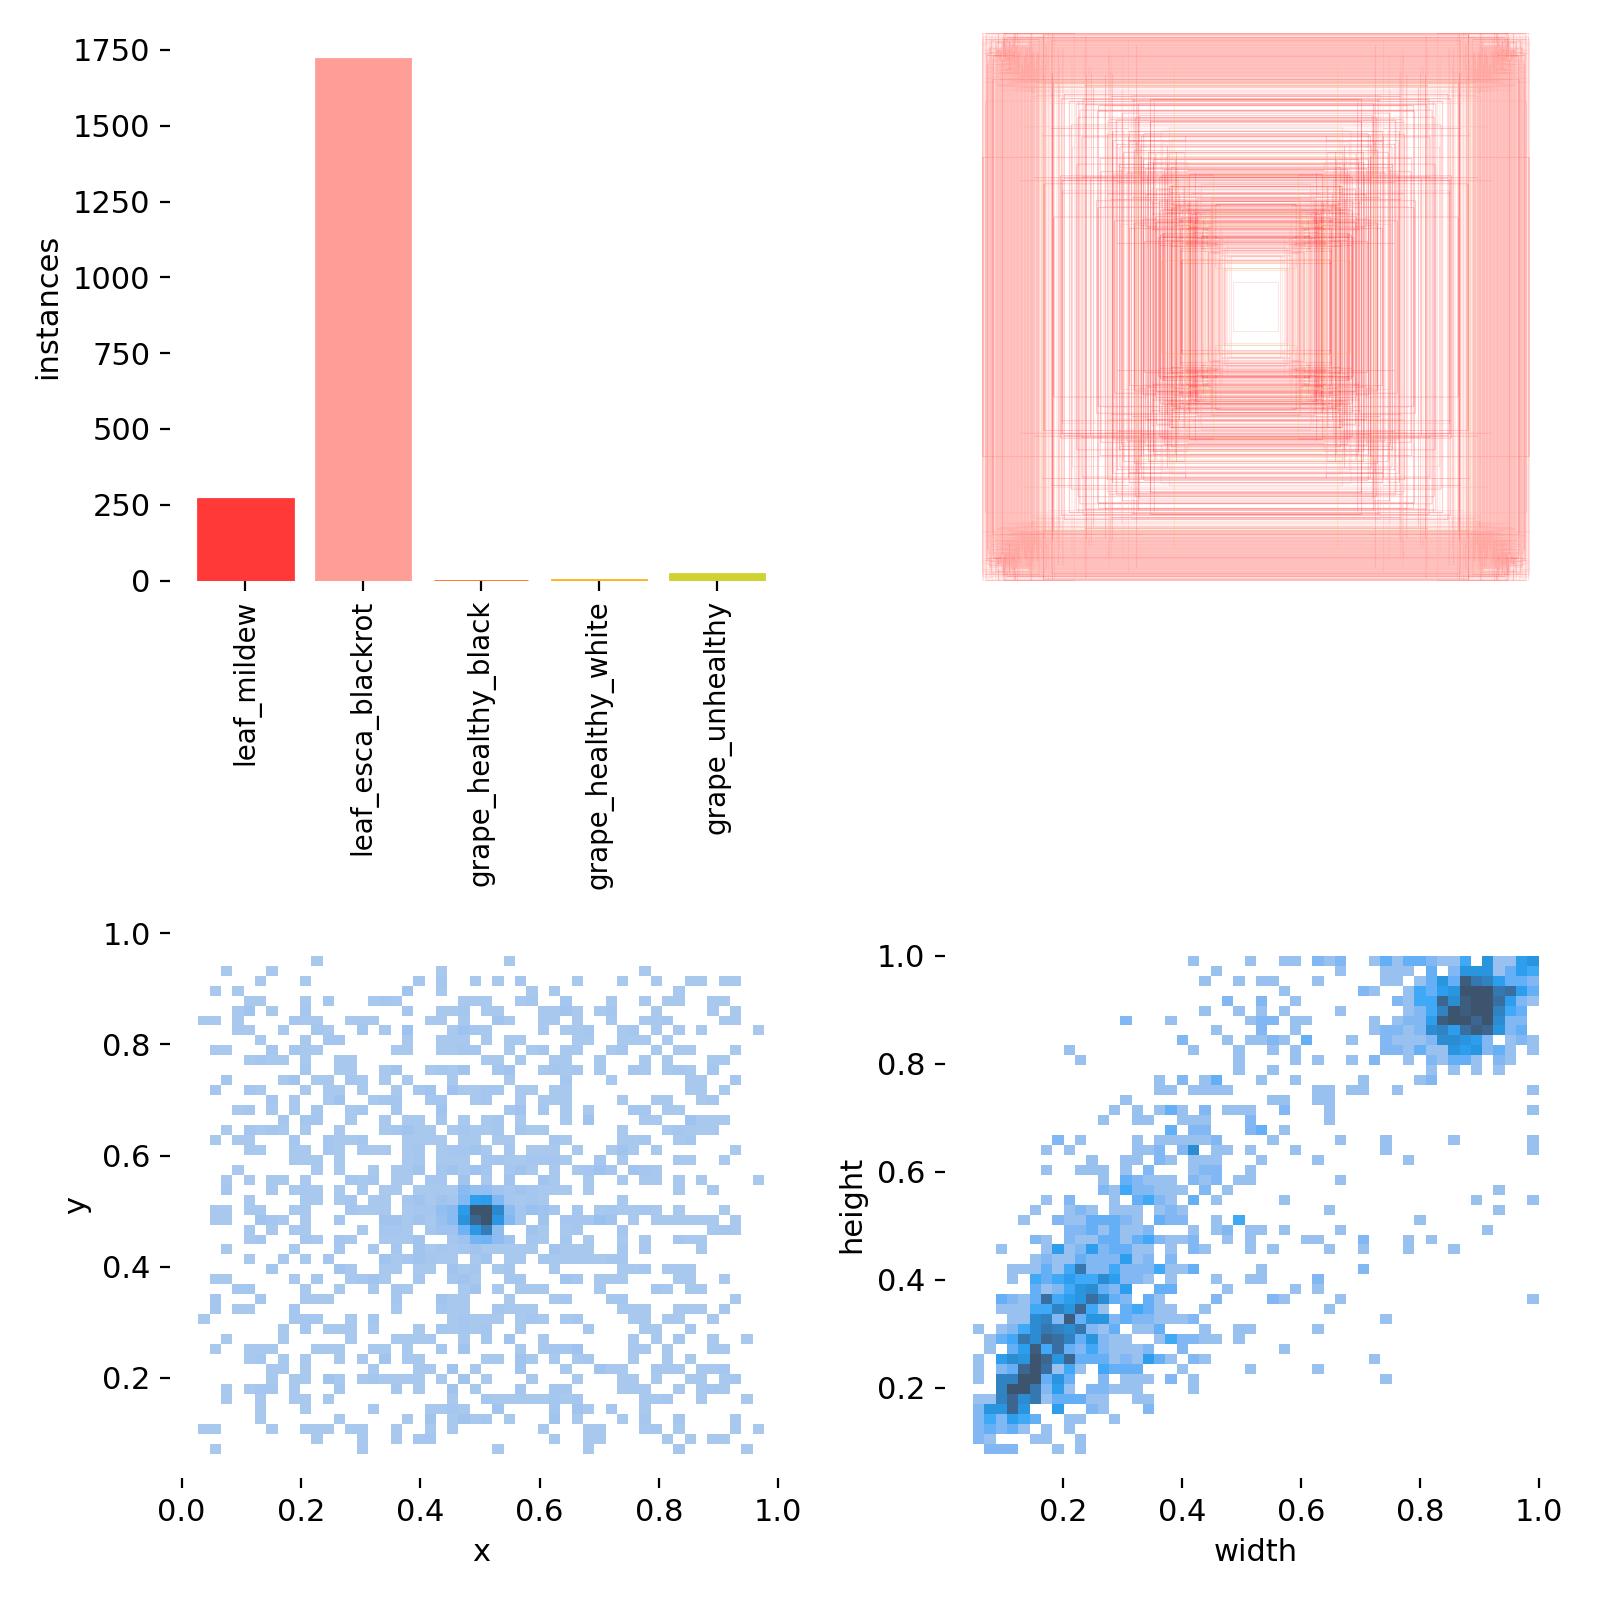 1750
1500
1250
1000
750
500
250
0
instances
leaf_mildew
leaf_esca_blackrot
grape_healthy_black
grape_healthy_white
grape_unhealthy
1.0
0.8
0.6
0.4
0.2
y
0.0 0.2 0.4 0.6 0.8 1.0
x
1.0
0.8
0.6
0.4
0.2
height
0.2 0.4 0.6 0.8 1.0
width